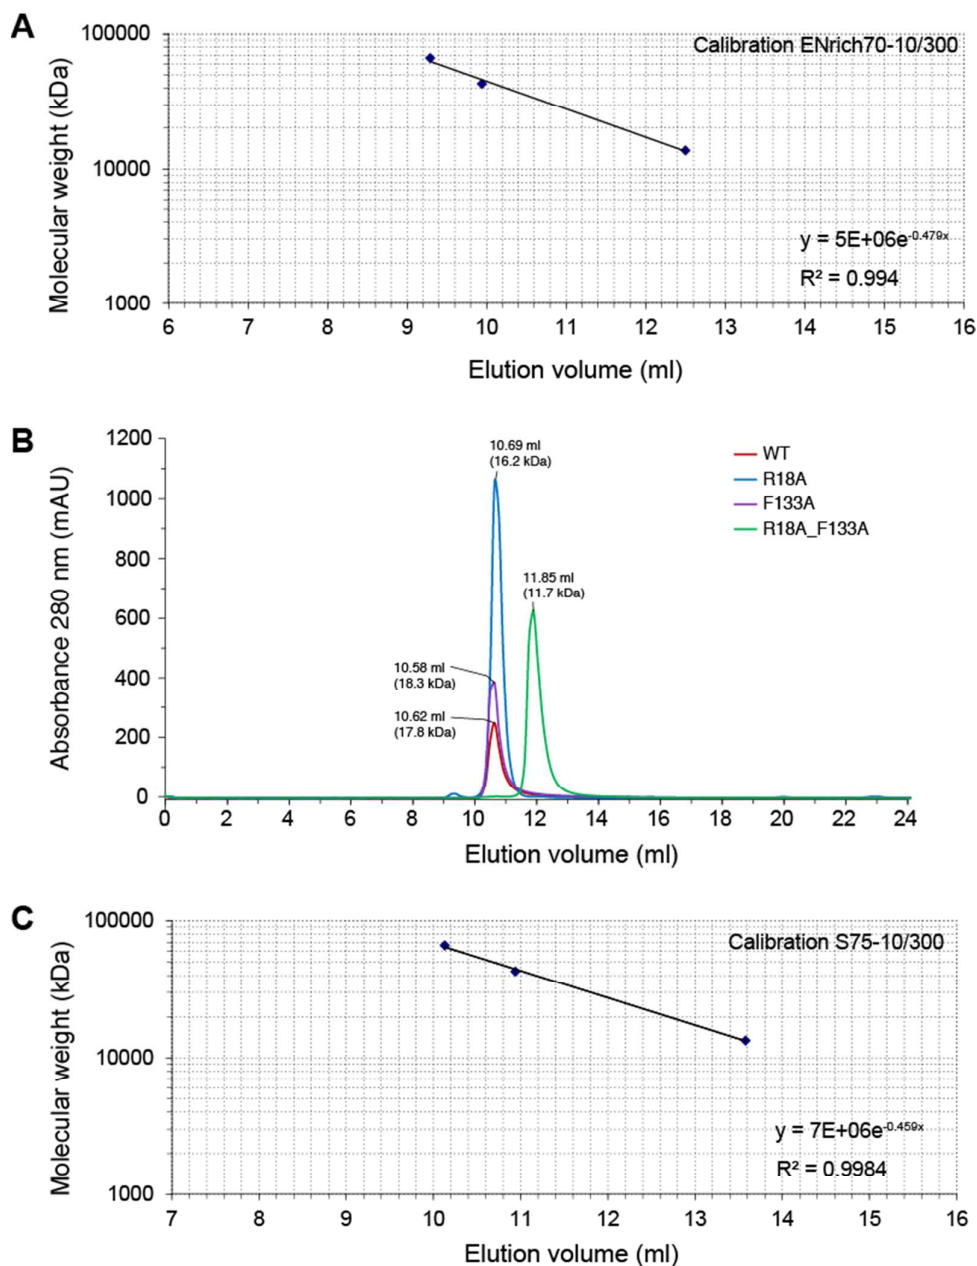 A
Calibration ENrich70-10/300
Molecular weight (kDa)
100000
10000
1000
y = 5E+06e^-0.479x
R² = 0.994
6 7 8 9 10 11 12 13 14 15 16
Elution volume (ml)
B
Absorbance 280 nm (mAU)
1200
1000
800
600
400
200
0
10.69 ml
(16.2 kDa)
11.85 ml
(11.7 kDa)
10.58 ml
(18.3 kDa)
10.62 ml
(17.8 kDa)
WT
R18A
F133A
R18A_F133A
0 2 4 6 8 10 12 14 16 18 20 22 24
Elution volume (ml)
C
Calibration S75-10/300
Molecular weight (kDa)
100000
10000
1000
y = 7E+06e^-0.459x
R² = 0.9984
7 8 9 10 11 12 13 14 15 16
Elution volume (ml)